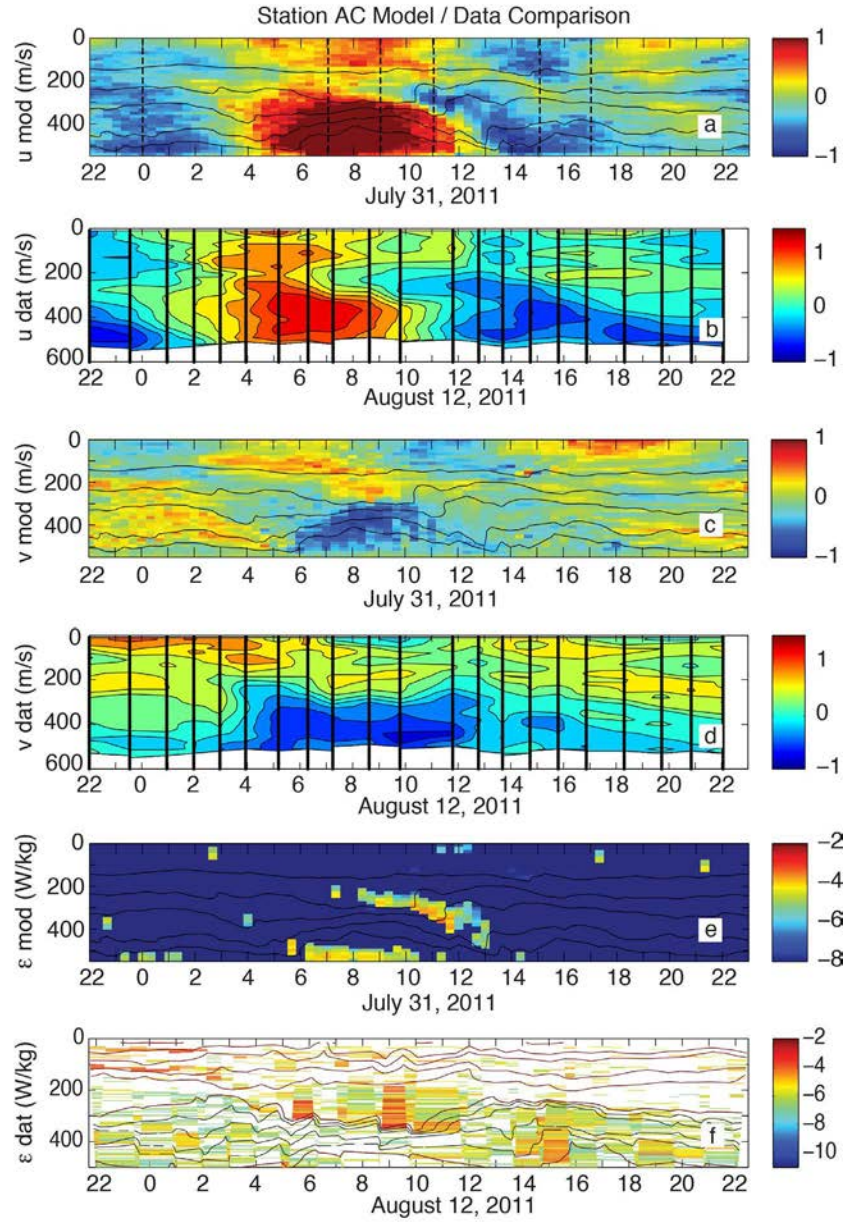 Station AC Model / Data Comparison
u mod (m/s)
0
200
400
a
1
0
−1
22 0 2 4 6 8 10 12 14 16 18 20 22
July 31, 2011
u dat (m/s)
0
200
400
600
b
1
0
−1
22 0 2 4 6 8 10 12 14 16 18 20 22
August 12, 2011
v mod (m/s)
0
200
400
c
1
0
−1
22 0 2 4 6 8 10 12 14 16 18 20 22
July 31, 2011
v dat (m/s)
0
200
400
600
d
1
0
−1
22 0 2 4 6 8 10 12 14 16 18 20 22
August 12, 2011
ε mod (W/kg)
0
200
400
e
−2
−4
−6
−8
22 0 2 4 6 8 10 12 14 16 18 20 22
July 31, 2011
ε dat (W/kg)
0
200
400
f
−2
−4
−6
−8
−10
22 0 2 4 6 8 10 12 14 16 18 20 22
August 12, 2011